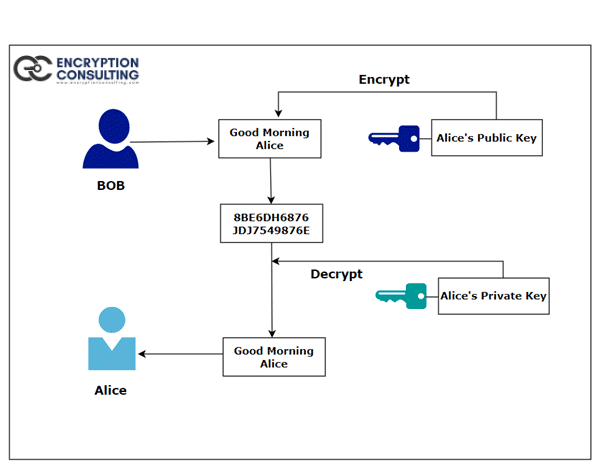 ENCRYPTION
CONSULTING
www.encryptionconsulting.com
Encrypt
Good Morning
Alice
Alice's Public Key
BOB
8BE6DH6876
JDJ7549876E
Decrypt
Alice's Private Key
Good Morning
Alice
Alice